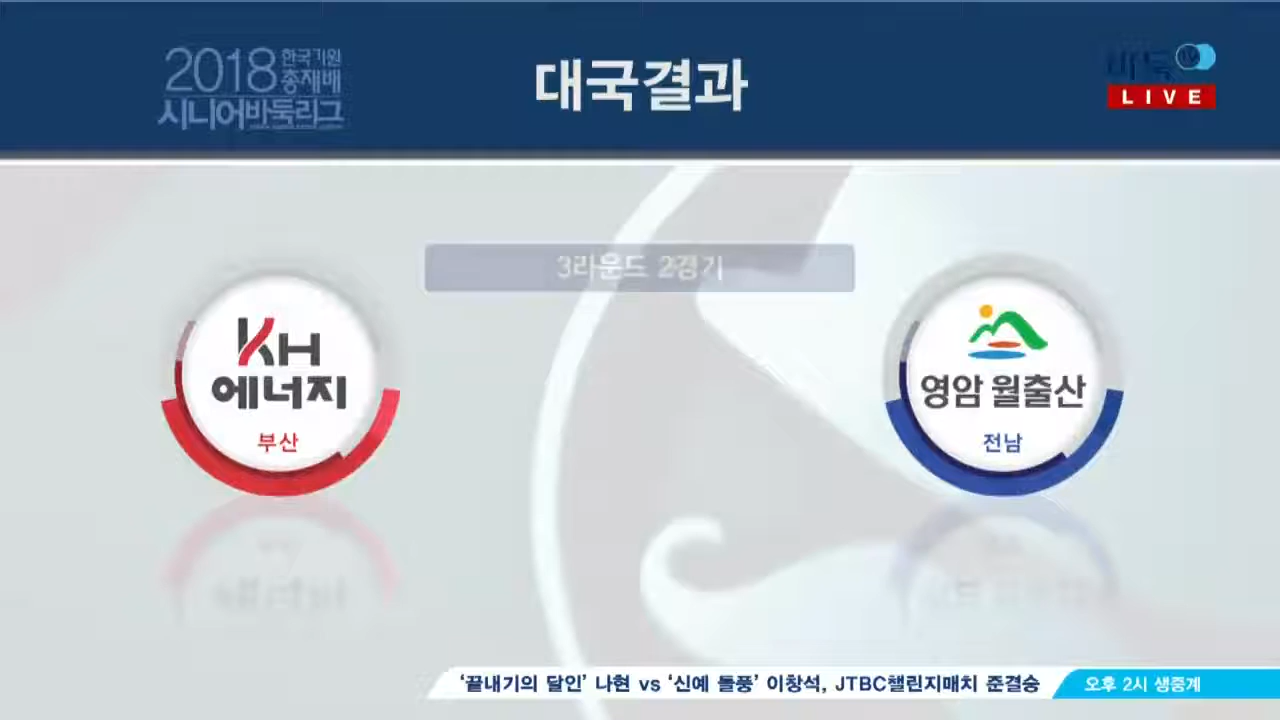 2018 한국기원
총재배
시니어바둑리그
대국결과
바둑TV
LIVE
3라운드 2경기
KH
에너지
부산
영암 월출산
전남
‘끝내기의 달인’ 나현 vs ‘신예 돌풍’ 이창석, JTBC챌린지매치 준결승
오후 2시 생중계